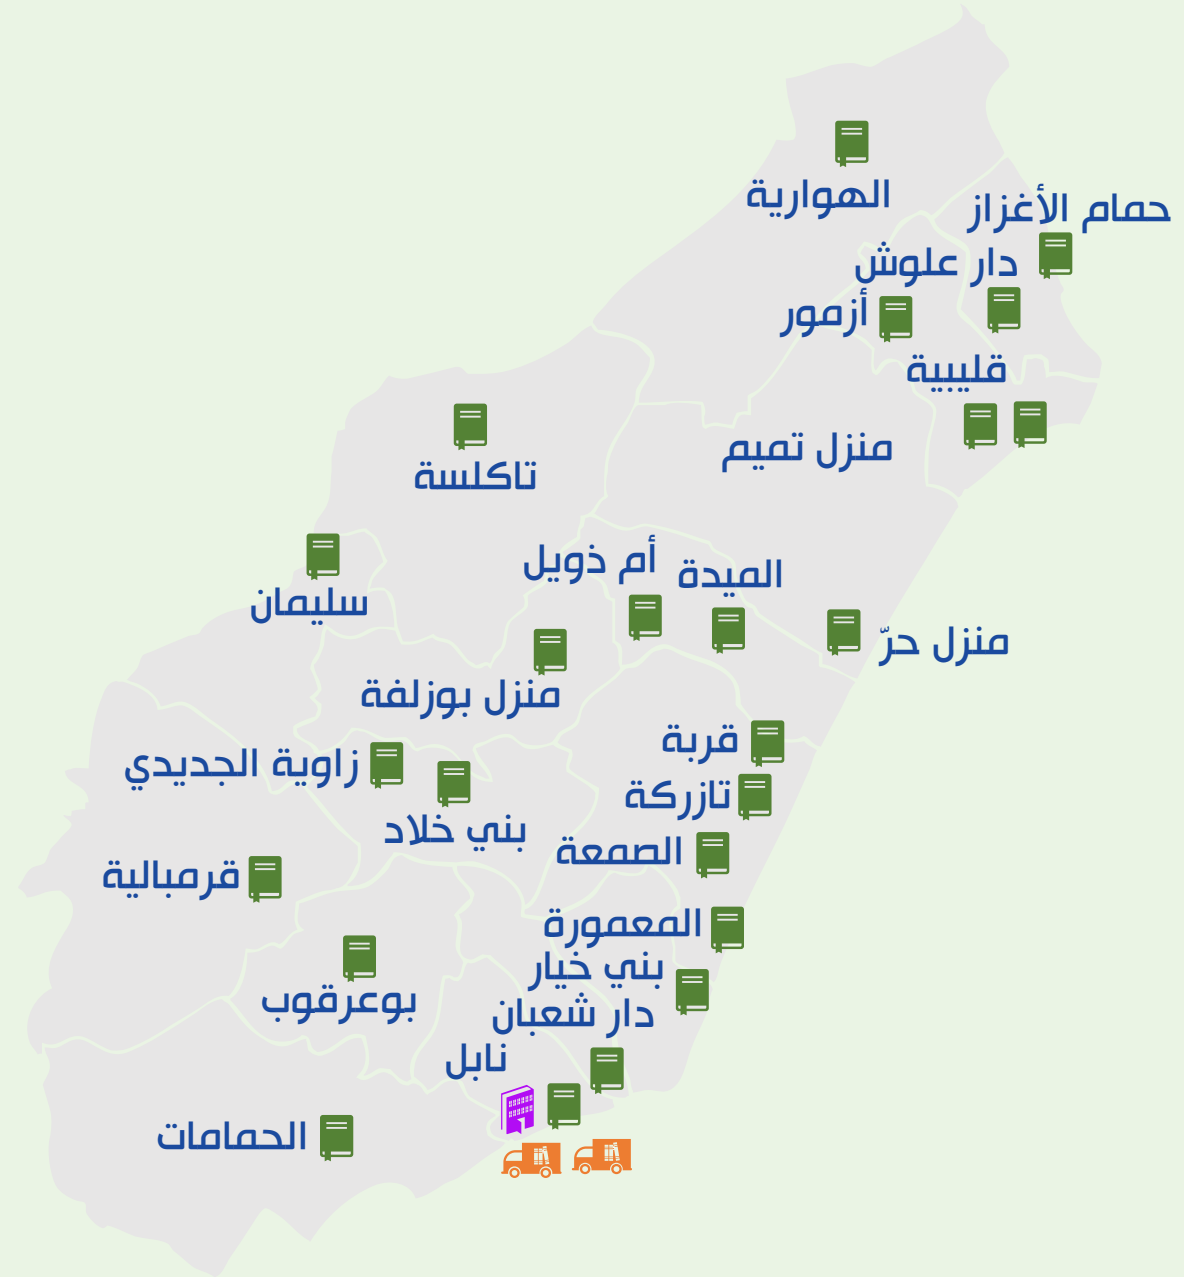 الهوارية
حمام الأغزاز
دار علوش
أزمور
قليبية
منزل تميم
تاكلسة
أم ذويل
الميدة
سليمان
منزل حرّ
منزل بوزلفة
قربة
زاوية الجديدي
تازركة
بني خلاد
الصمعة
قرمبالية
المعمورة
بني خيار
بوعرقوب
دار شعبان
نابل
الحمامات